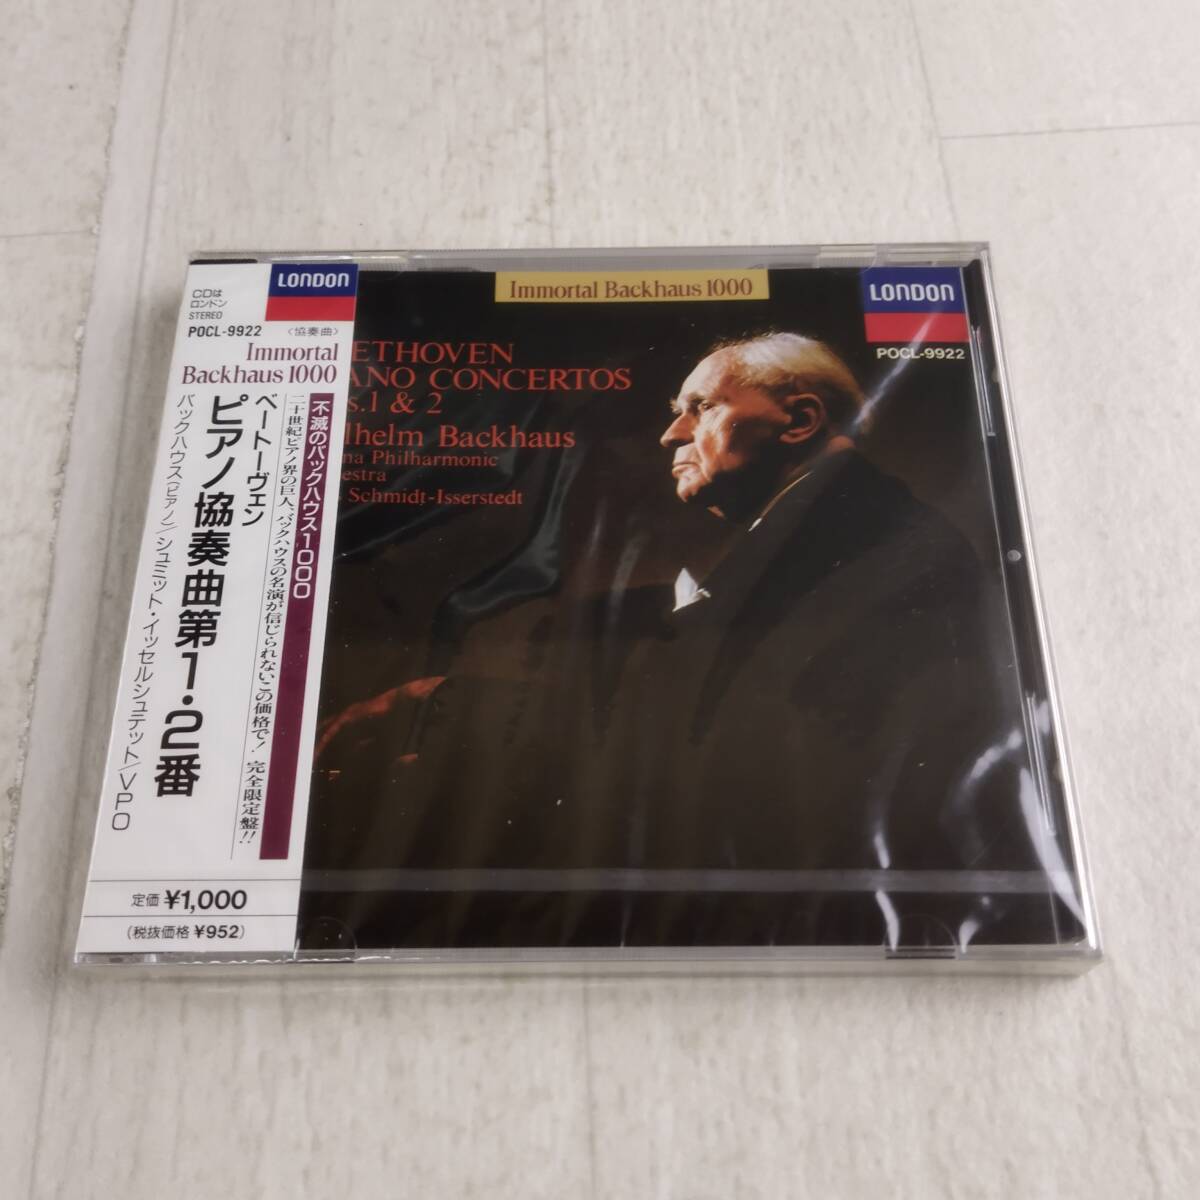 LONDON
CDは
ロンドン
STEREO
POCL-9922
〈協奏曲〉
Immortal
Backhaus 1000
不滅のバックハウス1000
二十世紀ピアノ界の巨人、バックハウスの名演が信じられないこの価格で！完全限定盤!!
ベートーヴェン
ピアノ協奏曲第1・2番
バックハウス(ピアノ)/シュミット・イッセルシュテット/VPO
定価 ¥1,000
(税抜価格 ¥952)
Immortal Backhaus 1000
LONDON
POCL-9922
ETHOVEN
ANO CONCERTOS
s.1 & 2
lhelm Backhaus
na Philharmonic
estra
s Schmidt-Isserstedt